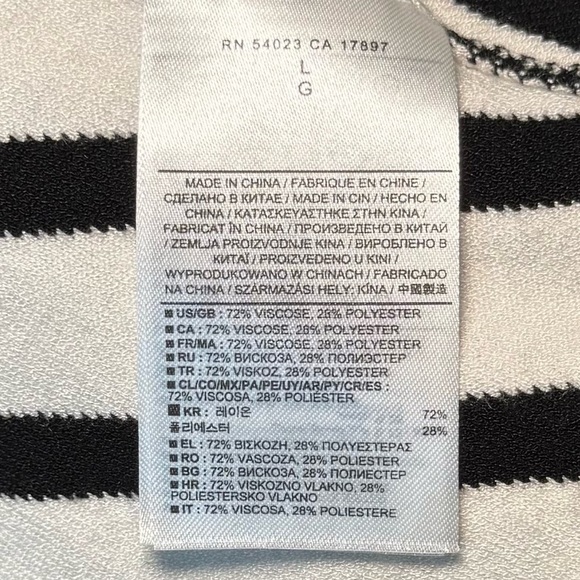 RN 54023 CA 17897
L
G
MADE IN CHINA / FABRIQUE EN CHINE /
СДЕЛАНО В КИТАЕ / MADE IN CIN / HECHO EN
CHINA / ΚΑΤΑΣΚΕΥΑΣΤΗΚΕ ΣΤΗΝ ΚΙΝΑ /
FABRICAT ÎN CHINA / ПРОИЗВЕДЕНО В КИТАЙ
/ ZEMLJA PROIZVODNJE KINA / ВИРОБЛЕНО В
КИТАЇ / PROIZVEDENO U KINI /
WYPRODUKOWANO W CHINACH / FABRICADO
NA CHINA / SZÁRMAZÁSI HELY: KÍNA / 中國製造
■ US/GB : 72% VISCOSE, 28% POLYESTER
■ CA : 72% VISCOSE, 28% POLYESTER
■ FR/MA : 72% VISCOSE, 28% POLYESTER
■ RU : 72% ВИСКОЗА, 28% ПОЛИЭСТЕР
■ TR : 72% VİSKOZ, 28% POLİESTER
■ CL/CO/MX/PA/PE/UY/AR/PY/CR/ES :
72% VISCOSA, 28% POLIÉSTER
■ KR : 레이온 72%
폴리에스터 28%
■ EL : 72% ΒΙΣΚΟΖΗ, 28% ΠΟΛΥΕΣΤΕΡΑΣ
■ RO : 72% VASCOZA, 28% POLIESTER
■ BG : 72% ВИСКОЗА, 28% ПОЛИЕСТЕР
■ HR : 72% VISKOZNO VLAKNO, 28%
POLIESTERSKO VLAKNO
■ IT : 72% VISCOSA, 28% POLIESTERE